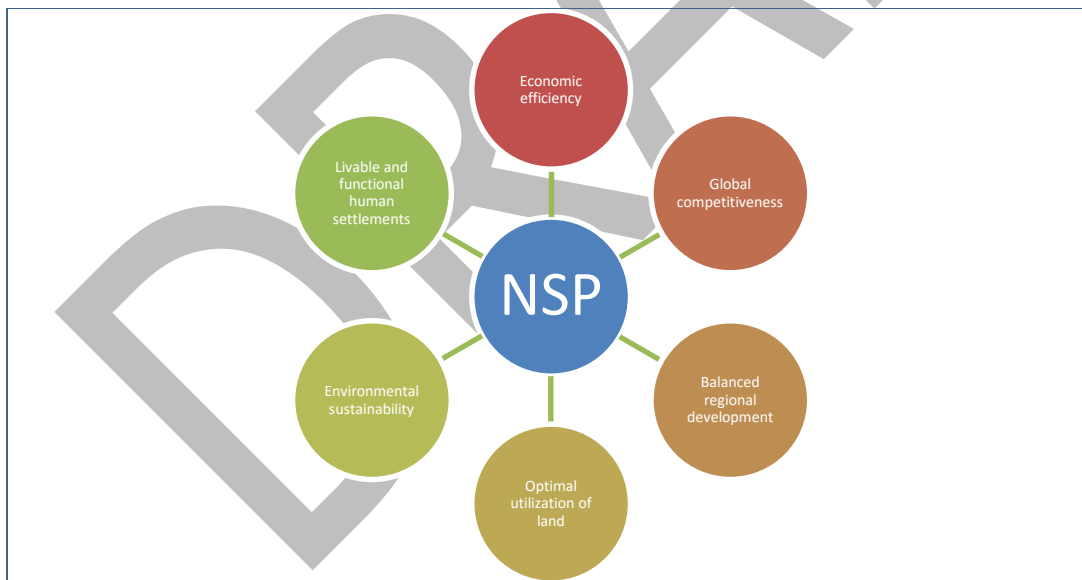 Economic
efficiency
Global
competitiveness
Balanced
regional
development
Optimal
utilization of
land
Environmental
sustainability
Livable and
functional
human
settlements
NSP